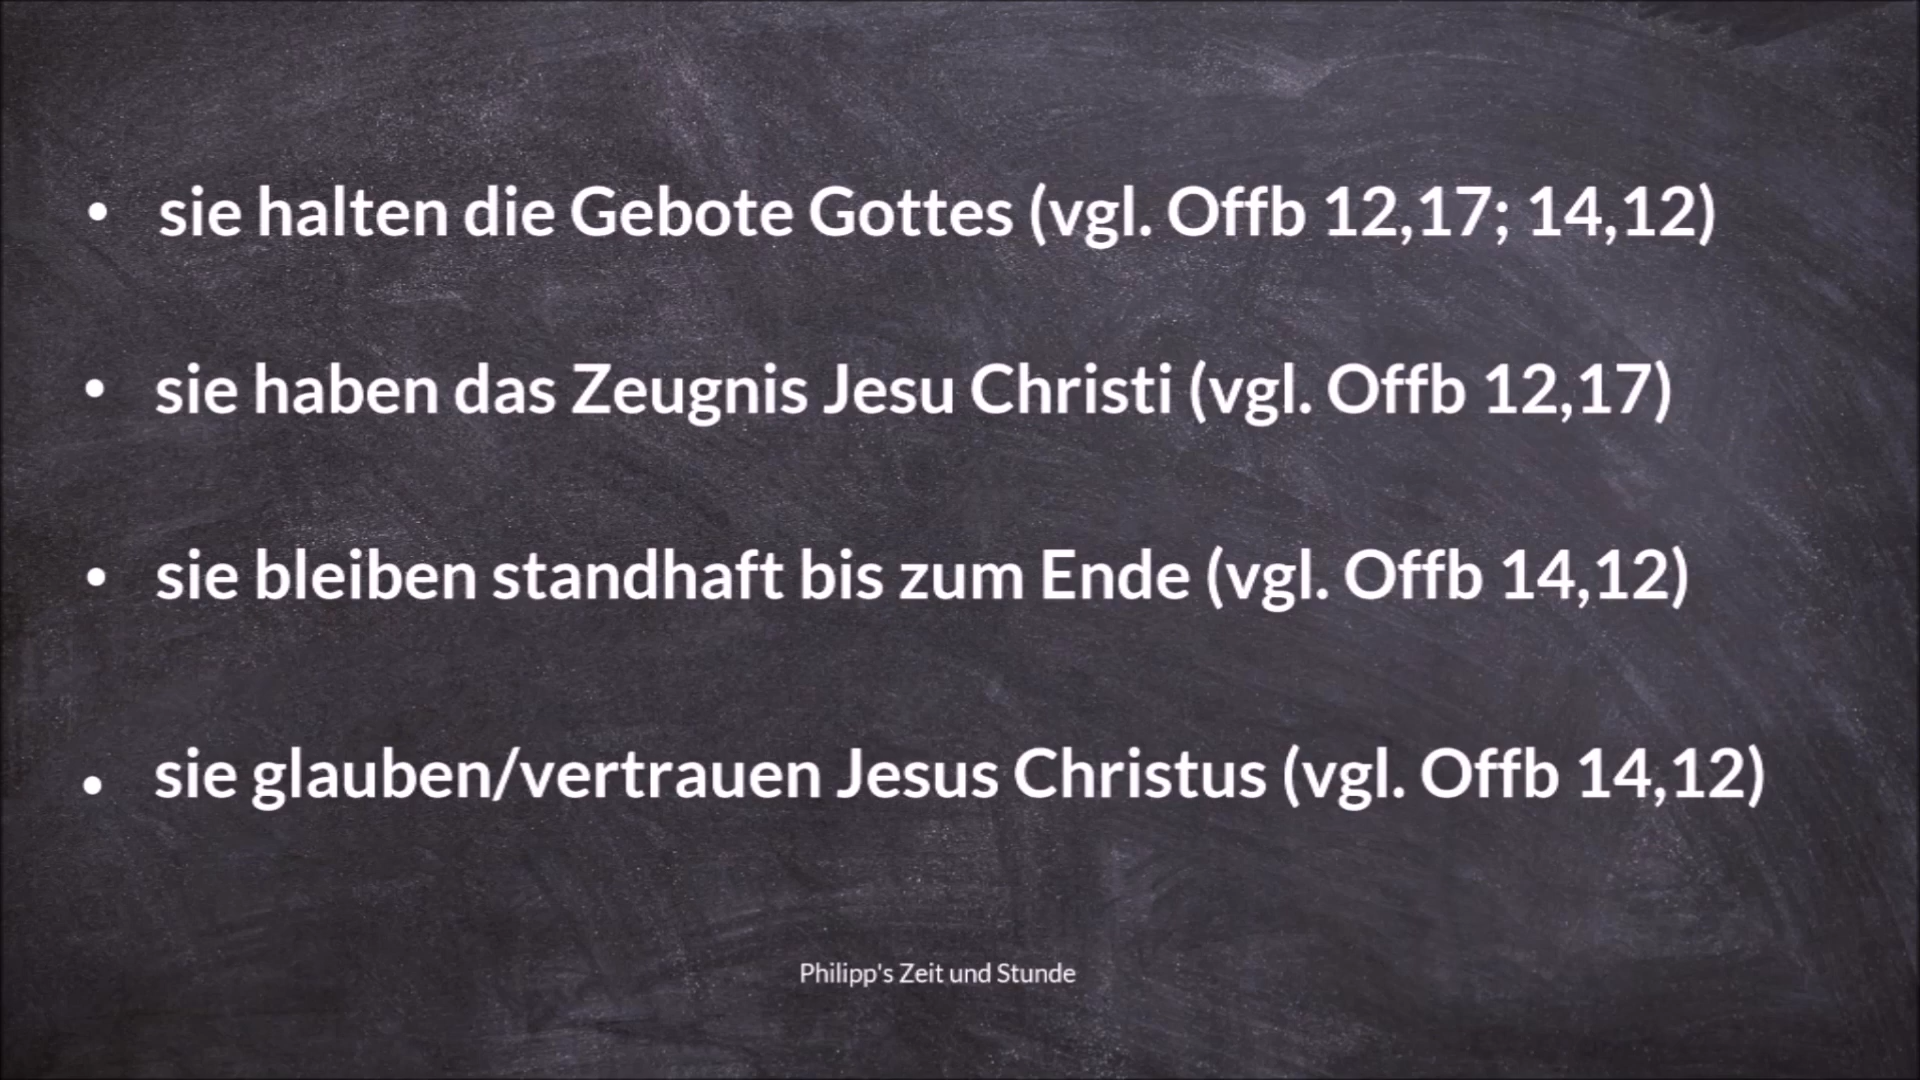 • sie halten die Gebote Gottes (vgl. Offb 12,17; 14,12)
• sie haben das Zeugnis Jesu Christi (vgl. Offb 12,17)
• sie bleiben standhaft bis zum Ende (vgl. Offb 14,12)
• sie glauben/vertrauen Jesus Christus (vgl. Offb 14,12)
Philipp's Zeit und Stunde